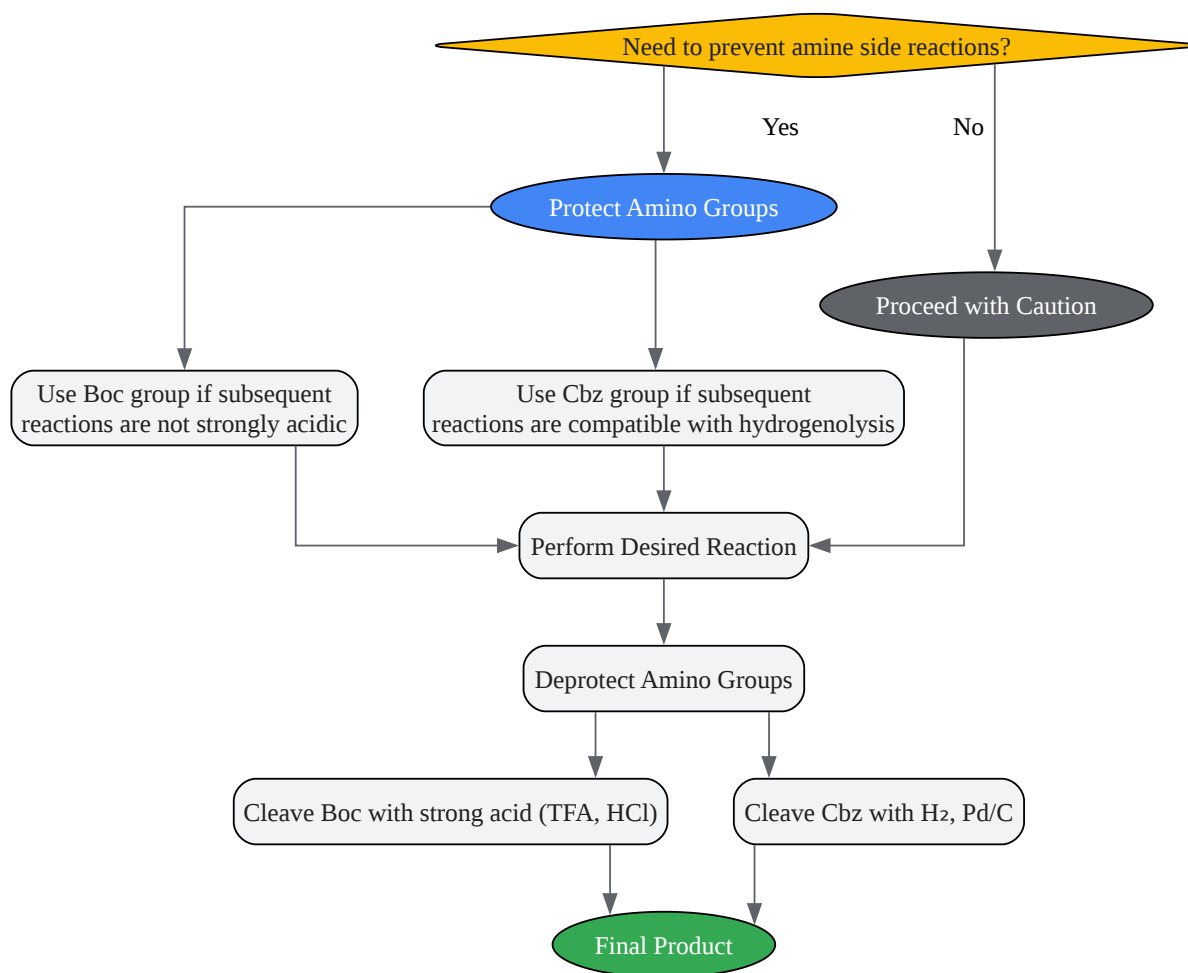 Need to prevent amine side reactions?
Yes
No
Protect Amino Groups
Proceed with Caution
Use Boc group if subsequent
reactions are not strongly acidic
Use Cbz group if subsequent
reactions are compatible with hydrogenolysis
Perform Desired Reaction
Deprotect Amino Groups
Cleave Boc with strong acid (TFA, HCl)
Cleave Cbz with H₂, Pd/C
Final Product